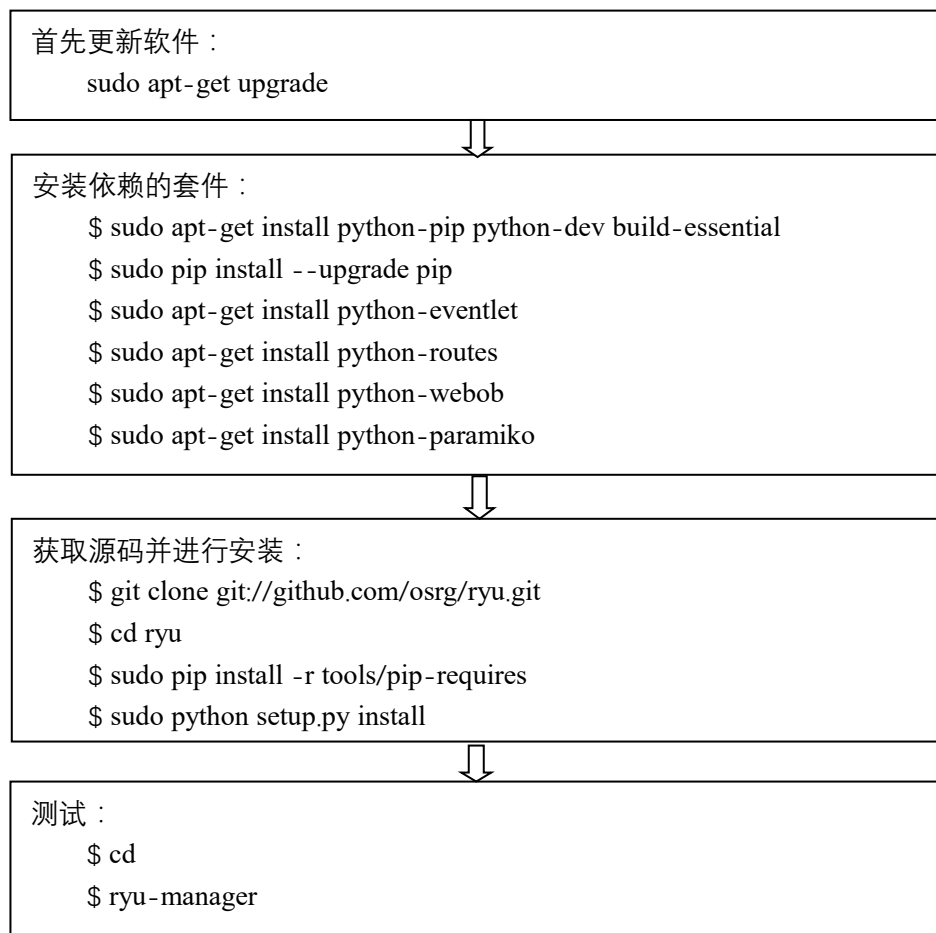 首先更新软件：
sudo apt-get upgrade
安装依赖的套件：
$ sudo apt-get install python-pip python-dev build-essential
$ sudo pip install --upgrade pip
$ sudo apt-get install python-eventlet
$ sudo apt-get install python-routes
$ sudo apt-get install python-webob
$ sudo apt-get install python-paramiko
获取源码并进行安装：
$ git clone git://github.com/osrg/ryu.git
$ cd ryu
$ sudo pip install -r tools/pip-requires
$ sudo python setup.py install
测试：
$ cd
$ ryu-manager